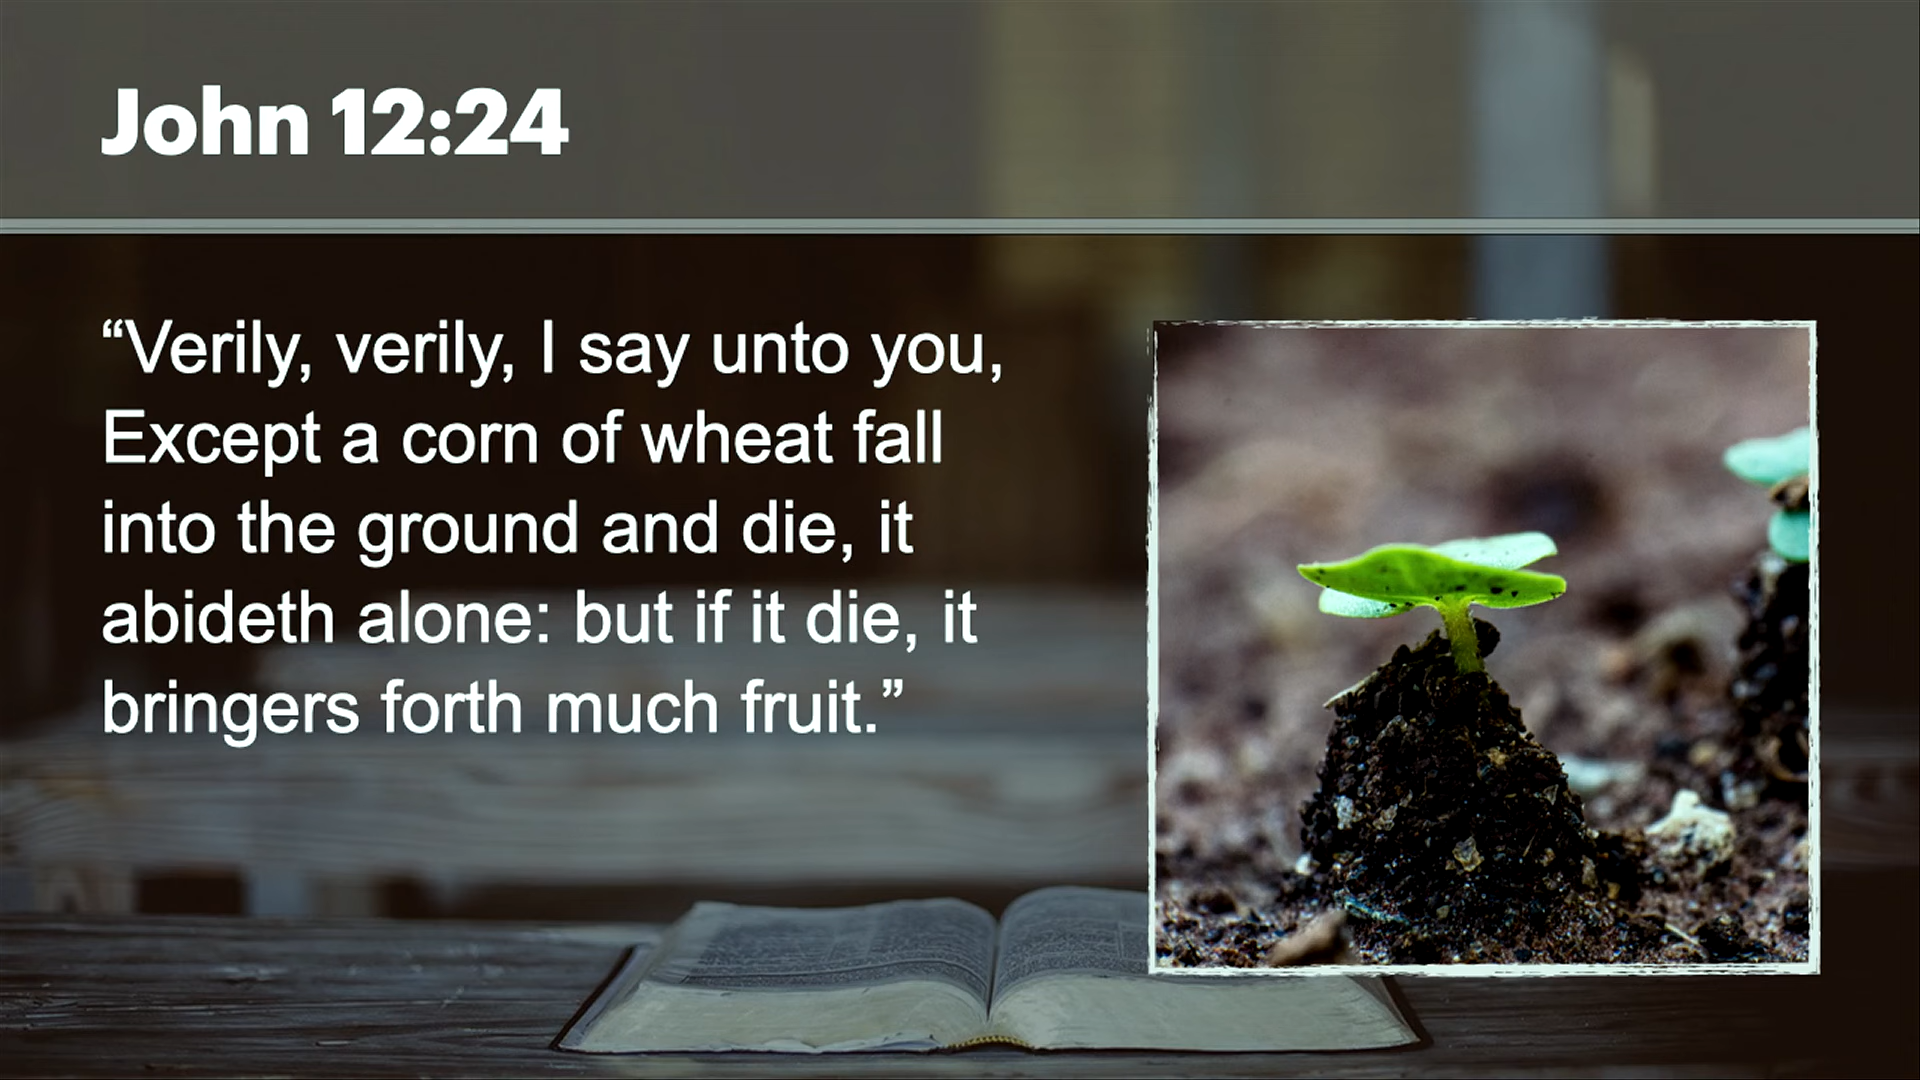 John 12:24
“Verily, verily, I say unto you,
Except a corn of wheat fall
into the ground and die, it
abideth alone: but if it die, it
bringers forth much fruit.”